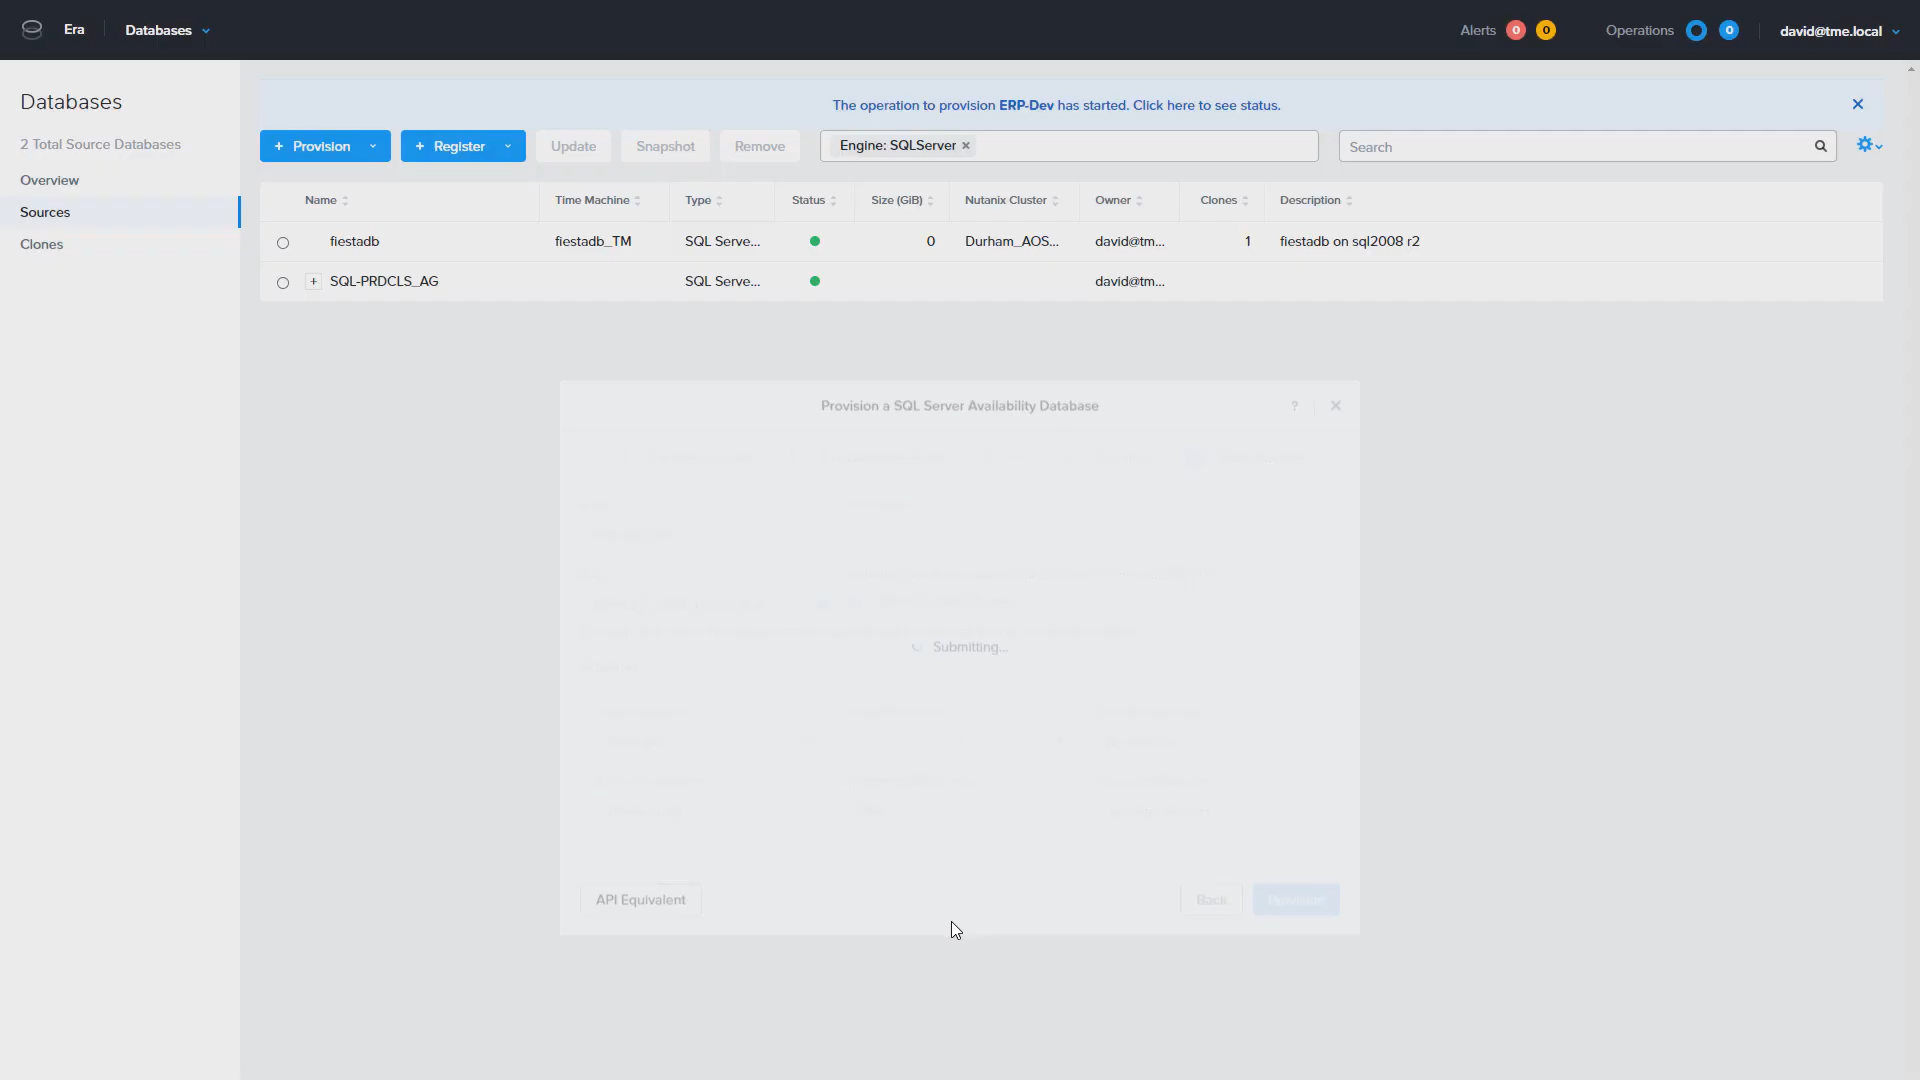 Era
Databases
Alerts 0 0
Operations 0
david@tme.local
Databases
2 Total Source Databases
Overview
Sources
Clones
The operation to provision ERP-Dev has started. Click here to see status.
+ Provision
+ Register
Update
Snapshot
Remove
Engine: SQLServer ×
Search
Name
Time Machine
Type
Status
Size (GiB)
Nutanix Cluster
Owner
Clones
Description
fiestadb
fiestadb_TM
SQL Serve...
0
Durham_AOS...
david@tm...
1
fiestadb on sql2008 r2
+ SQL-PRDCLS_AG
SQL Serve...
david@tm...
Provision a SQL Server Availability Database
?
Submitting...
API Equivalent
Back
Provision